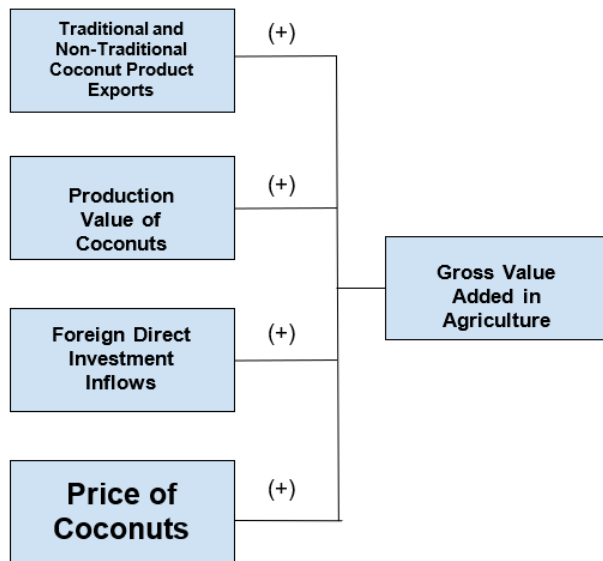 Traditional and
Non-Traditional
Coconut Product
Exports
(+)
Production
Value of
Coconuts
(+)
Foreign Direct
Investment
Inflows
(+)
Price of
Coconuts
(+)
Gross Value
Added in
Agriculture